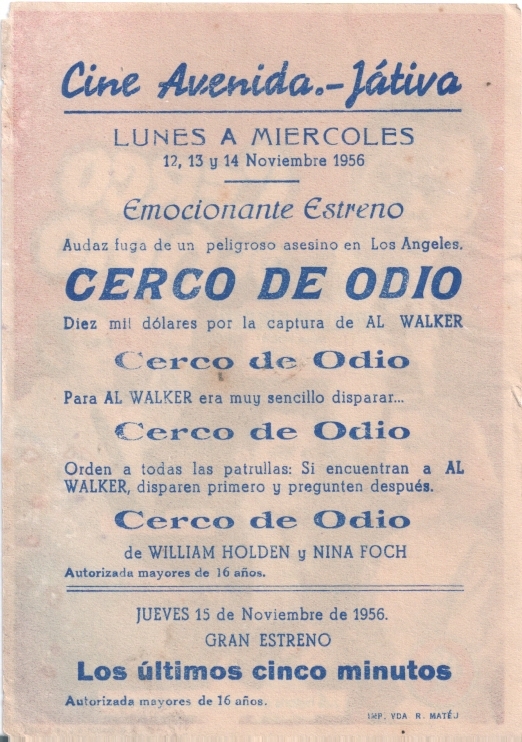 Cine Avenida.-Játiva
LUNES A MIERCOLES
12, 13 y 14 Noviembre 1956
Emocionante Estreno
Audaz fuga de un peligroso asesino en Los Angeles.
CERCO DE ODIO
Diez mil dólares por la captura de AL WALKER
Cerco de Odio
Para AL WALKER era muy sencillo disparar...
Cerco de Odio
Orden a todas las patrullas: Si encuentran a AL
WALKER, disparen primero y pregunten después.
Cerco de Odio
de WILLIAM HOLDEN y NINA FOCH
Autorizada mayores de 16 años.
JUEVES 15 de Noviembre de 1956.
GRAN ESTRENO
Los últimos cinco minutos
Autorizada mayores de 16 años.
IMP. VDA R. MATÉJ